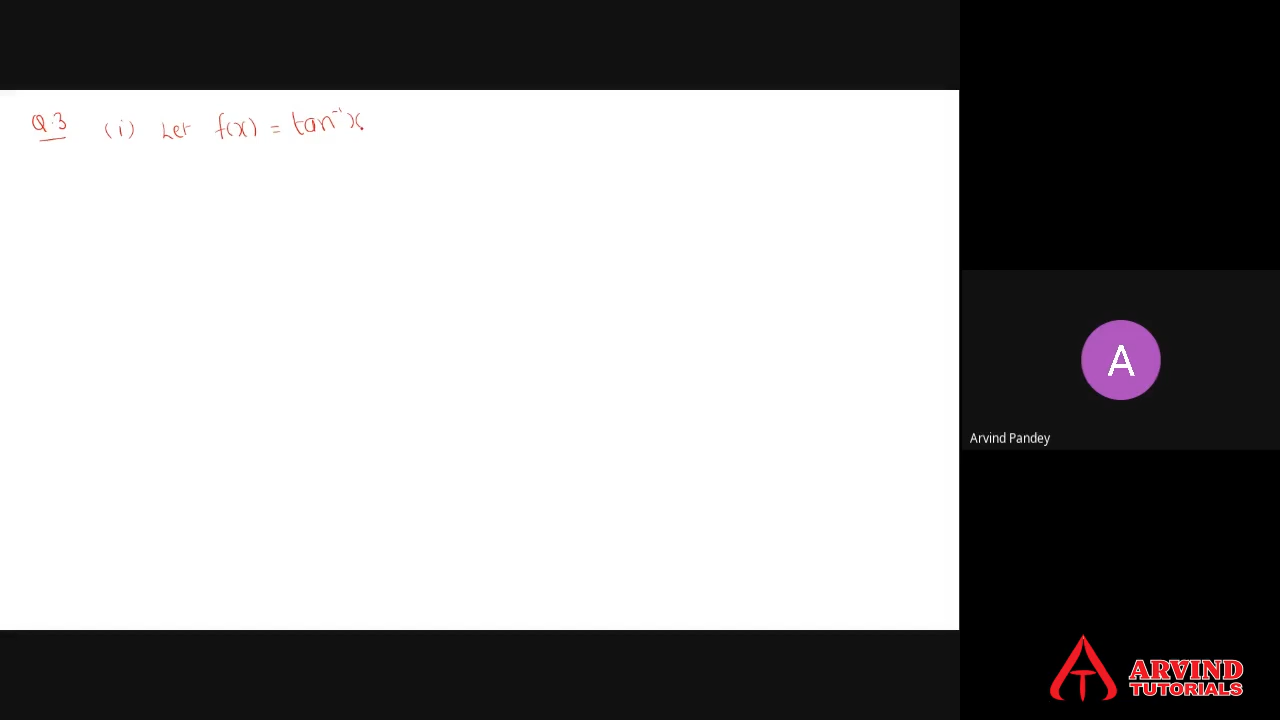 Q.3 (i) Let f(x) = tan⁻¹x
A
Arvind Pandey
ARVIND
TUTORIALS